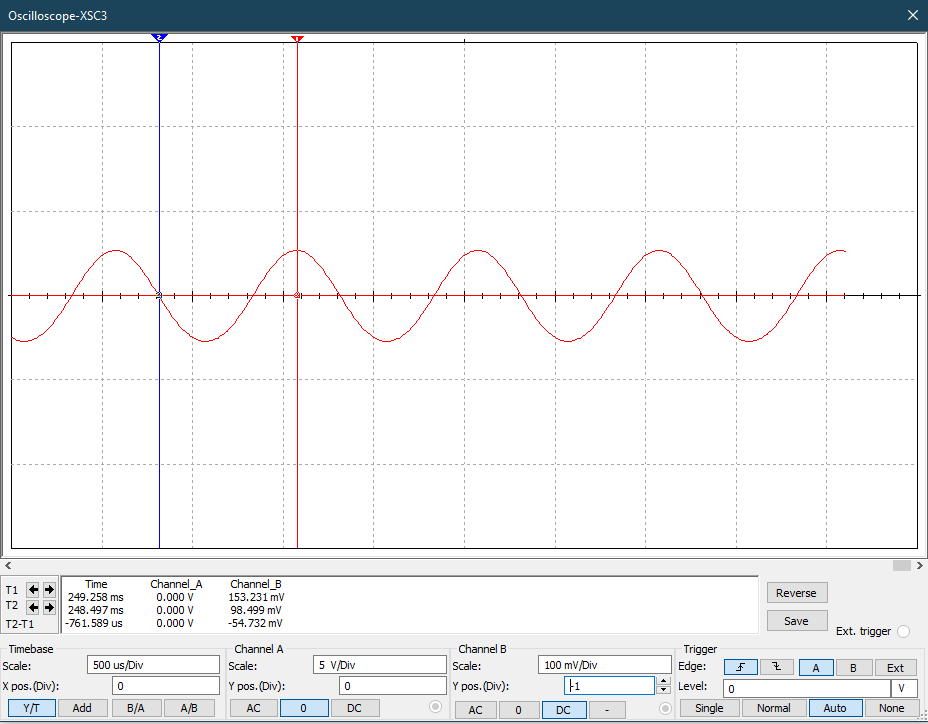 Oscilloscope-XSC3
2 1
Time Channel_A Channel_B
T1 249.258 ms 0.000 V 153.231 mV
T2 248.497 ms 0.000 V 98.499 mV
T2-T1 -761.589 us 0.000 V -54.732 mV
Reverse
Save
Ext. trigger
Timebase Channel A Channel B Trigger
Scale: 500 us/Div Scale: 5 V/Div Scale: 100 mV/Div Edge: A B Ext
X pos.(Div): 0 Y pos.(Div): 0 Y pos.(Div): -1 Level: 0 V
Y/T Add B/A A/B AC 0 DC AC 0 DC - Single Normal Auto None